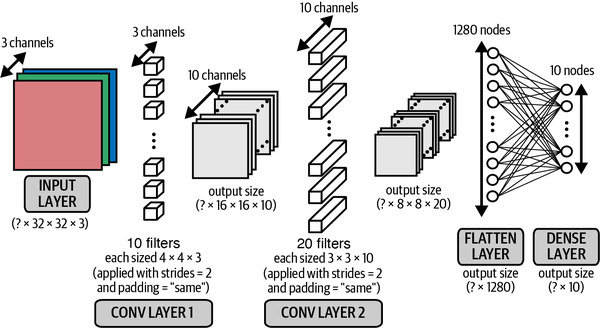 3 channels
INPUT
LAYER
(? × 32 × 32 × 3)
3 channels
10 filters
each sized 4 × 4 × 3
(applied with strides = 2
and padding = "same")
CONV LAYER 1
10 channels
output size
(? × 16 × 16 × 10)
10 channels
20 filters
each sized 3 × 3 × 10
(applied with strides = 2
and padding = "same")
CONV LAYER 2
output size
(? × 8 × 8 × 20)
1280 nodes
FLATTEN
LAYER
output size
(? × 1280)
10 nodes
DENSE
LAYER
output size
(? × 10)